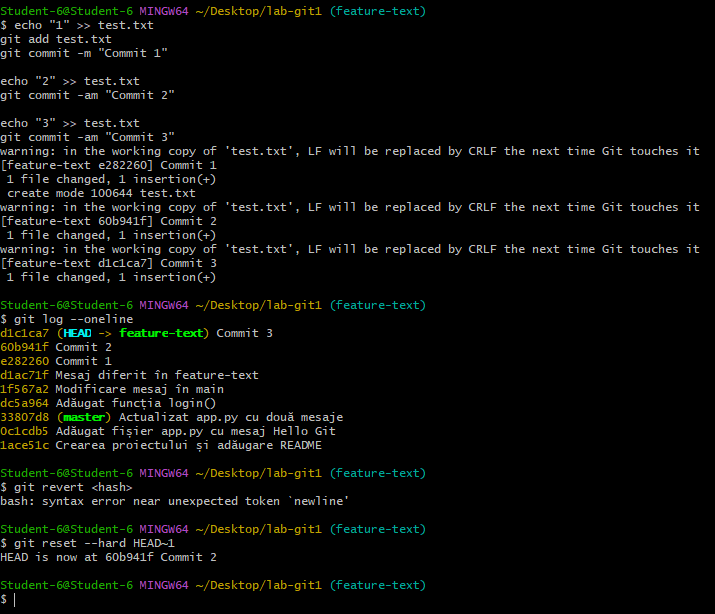 Student-6@Student-6 MINGW64 ~/Desktop/lab-git1 (feature-text)
$ echo "1" >> test.txt
git add test.txt
git commit -m "Commit 1"

echo "2" >> test.txt
git commit -am "Commit 2"

echo "3" >> test.txt
git commit -am "Commit 3"
warning: in the working copy of 'test.txt', LF will be replaced by CRLF the next time Git touches it
[feature-text e282260] Commit 1
 1 file changed, 1 insertion(+)
 create mode 100644 test.txt
warning: in the working copy of 'test.txt', LF will be replaced by CRLF the next time Git touches it
[feature-text 60b941f] Commit 2
 1 file changed, 1 insertion(+)
warning: in the working copy of 'test.txt', LF will be replaced by CRLF the next time Git touches it
[feature-text d1c1ca7] Commit 3
 1 file changed, 1 insertion(+)

Student-6@Student-6 MINGW64 ~/Desktop/lab-git1 (feature-text)
$ git log --oneline
d1c1ca7 (HEAD -> feature-text) Commit 3
60b941f Commit 2
e282260 Commit 1
d1ac71f Mesaj diferit în feature-text
1f567a2 Modificare mesaj în main
dc5a964 Adăugat funcția login()
33807d8 (master) Actualizat app.py cu două mesaje
0c1cdb5 Adăugat fișier app.py cu mesaj Hello Git
1ace51c Crearea proiectului și adăugare README

Student-6@Student-6 MINGW64 ~/Desktop/lab-git1 (feature-text)
$ git revert <hash>
bash: syntax error near unexpected token `newline'

Student-6@Student-6 MINGW64 ~/Desktop/lab-git1 (feature-text)
$ git reset --hard HEAD~1
HEAD is now at 60b941f Commit 2

Student-6@Student-6 MINGW64 ~/Desktop/lab-git1 (feature-text)
$